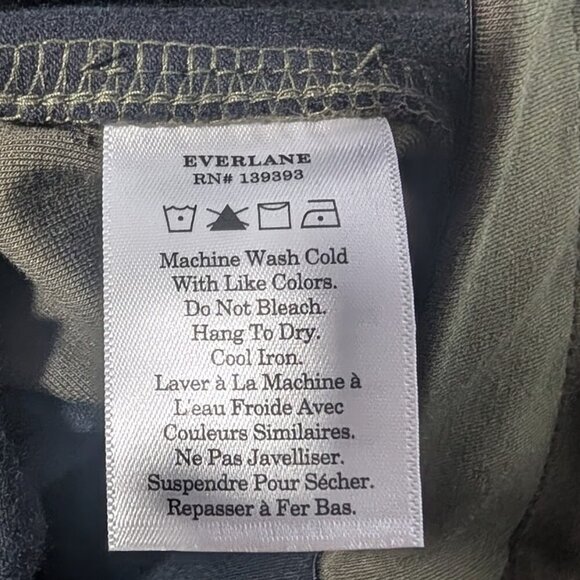 EVERLANE
RN# 139393
Machine Wash Cold
With Like Colors.
Do Not Bleach.
Hang To Dry.
Cool Iron.
Laver à La Machine à
L'eau Froide Avec
Couleurs Similaires.
Ne Pas Javelliser.
Suspendre Pour Sécher.
Repasser à Fer Bas.